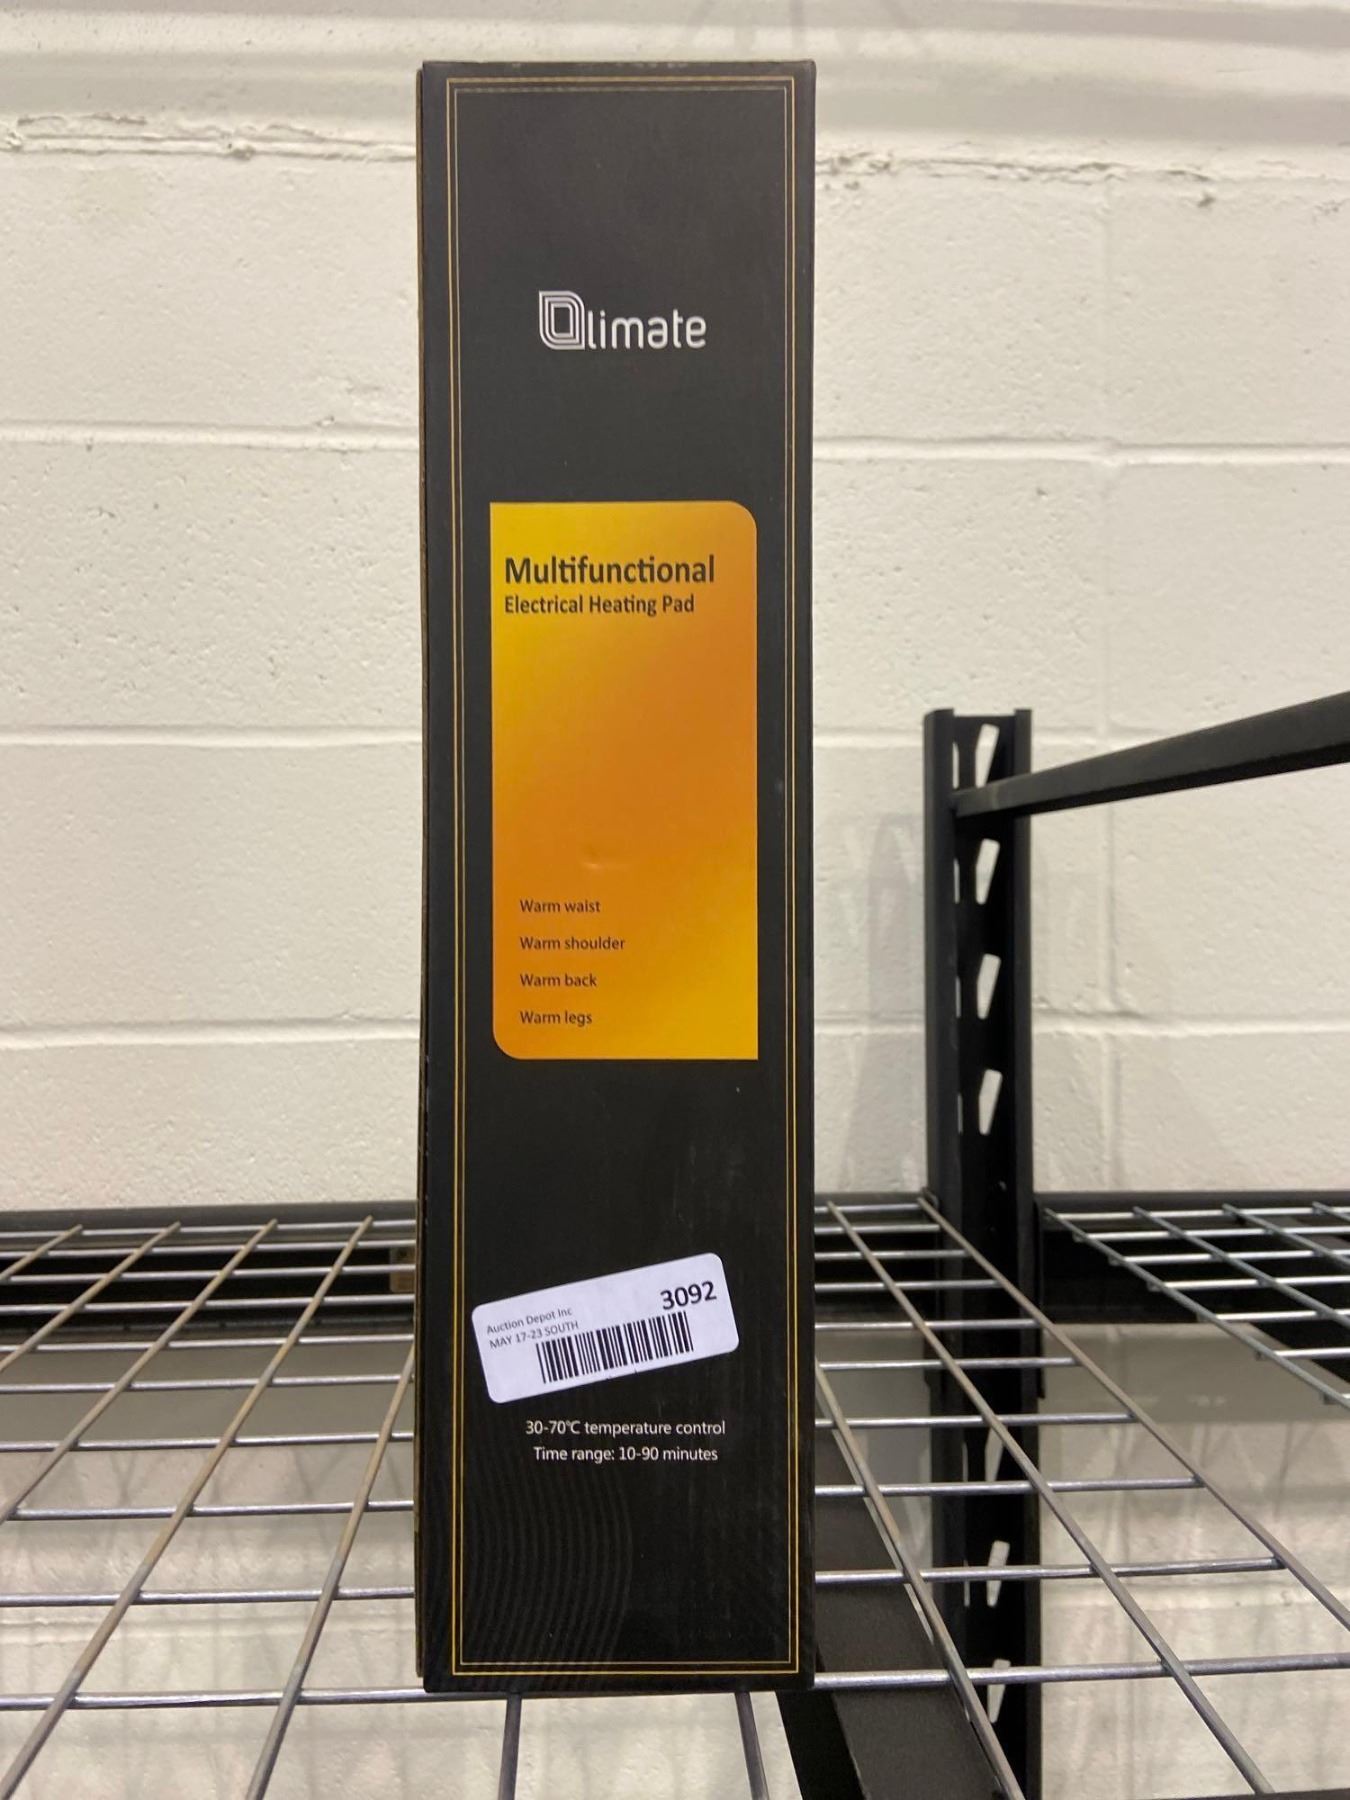 Olimate
Multifunctional
Electrical Heating Pad
Warm waist
Warm shoulder
Warm back
Warm legs
3092
Auction Depot Inc
MAY 17-23 SOUTH
30-70℃ temperature control
Time range: 10-90 minutes